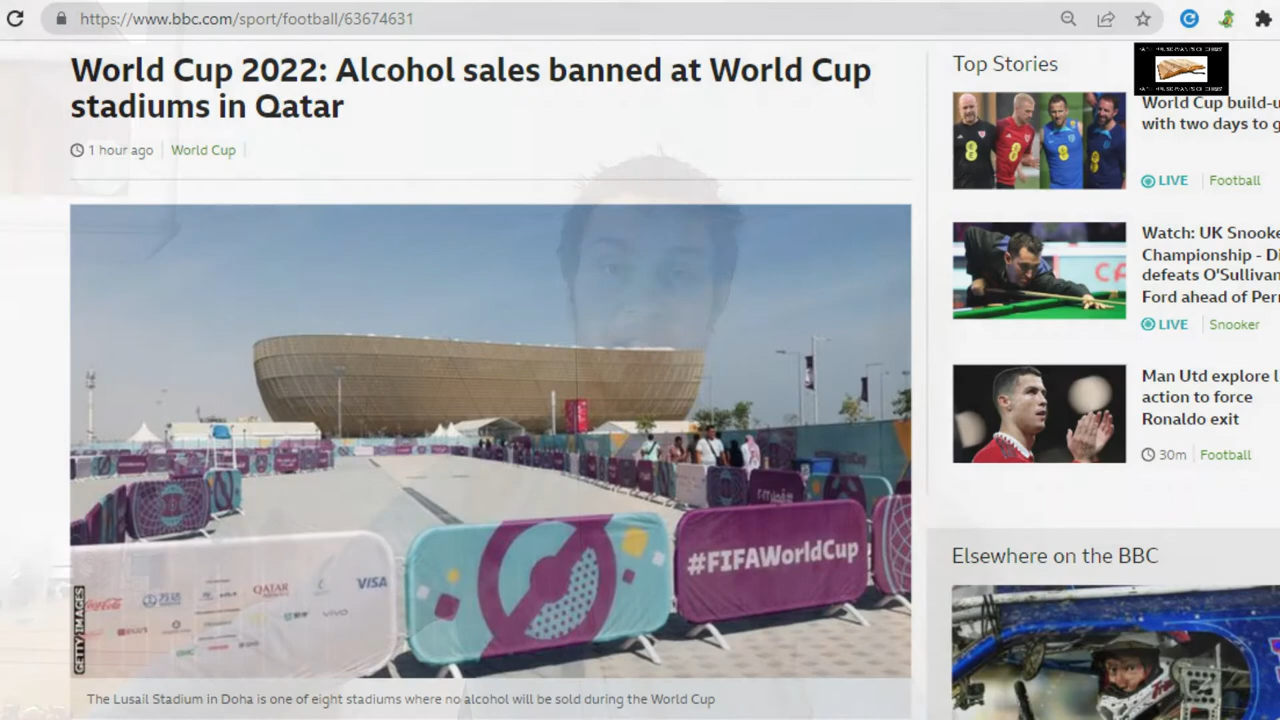 https://www.bbc.com/sport/football/63674631
World Cup 2022: Alcohol sales banned at World Cup
stadiums in Qatar
1 hour ago
World Cup
#FIFAWorldCup
Coca-Cola
QATAR
VISA
vivo
GETTY IMAGES
The Lusail Stadium in Doha is one of eight stadiums where no alcohol will be sold during the World Cup
Top Stories
World Cup build-u
with two days to g
LIVE
Football
Watch: UK Snooke
Championship - Di
defeats O'Sullivan
Ford ahead of Perr
LIVE
Snooker
Man Utd explore l
action to force
Ronaldo exit
30m
Football
Elsewhere on the BBC